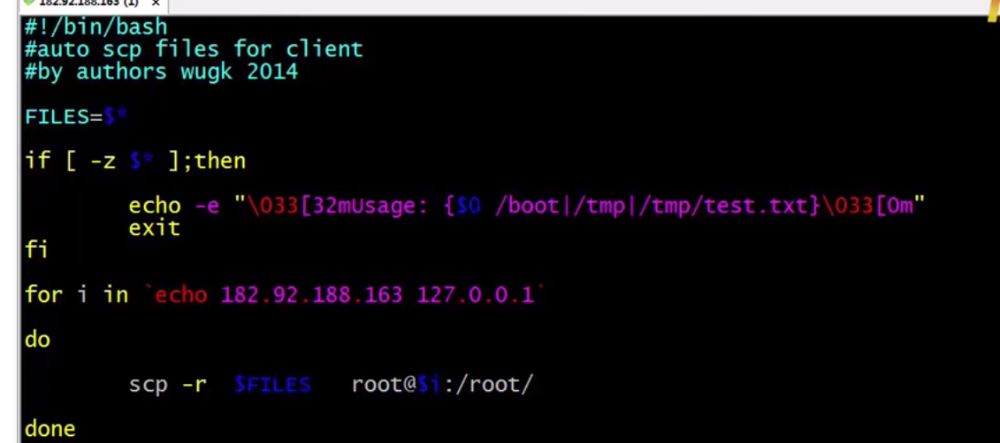 182.92.188.163 (1) ×
#!/bin/bash
#auto scp files for client
#by authors wugk 2014
FILES=$*
if [ -z $* ];then
echo -e "\033[32mUsage: {$0 /boot|/tmp|/tmp/test.txt}\033[0m"
exit
fi
for i in `echo 182.92.188.163 127.0.0.1`
do
scp -r $FILES root@$i:/root/
done